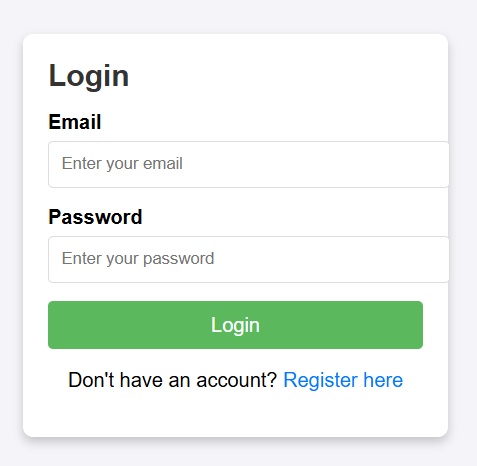 Login
Email
Enter your email
Password
Enter your password
Login
Don't have an account? Register here